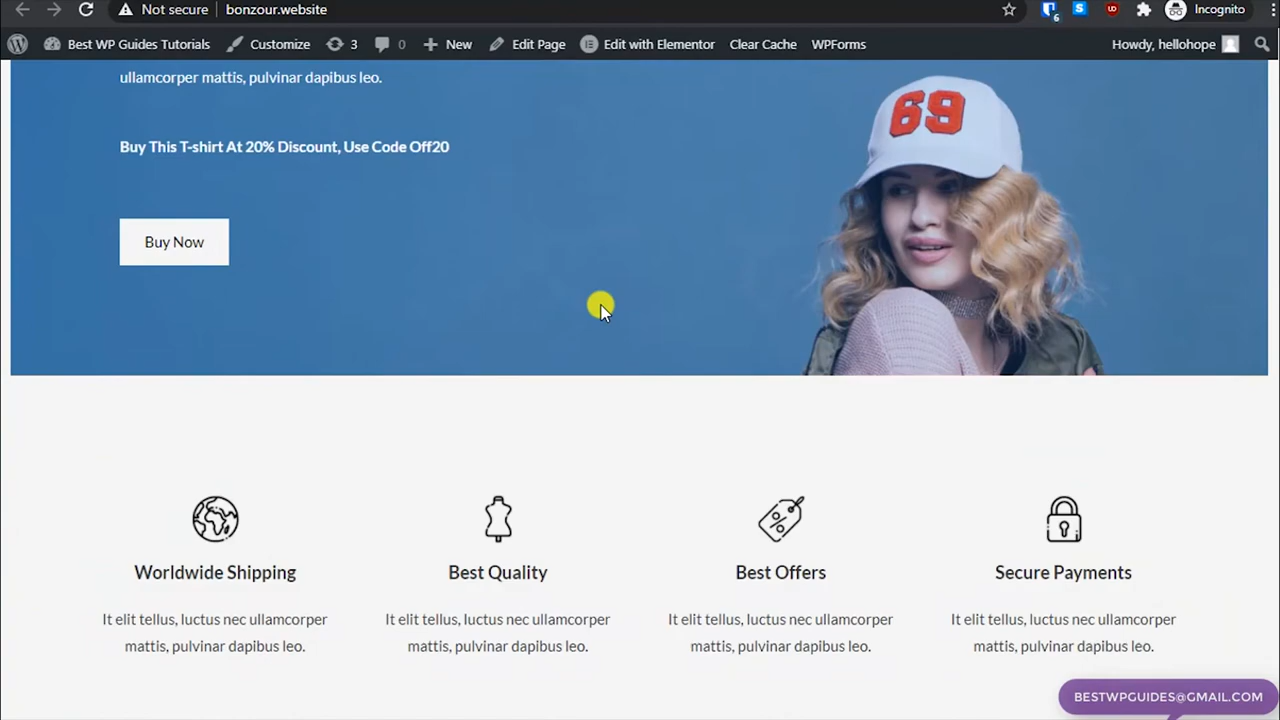 Not secure bonzour.website 6 Incognito
Best WP Guides Tutorials Customize 3 0 New Edit Page Edit with Elementor Clear Cache WPForms Howdy, hellohope
ullamcorper mattis, pulvinar dapibus leo.
69
Buy This T-shirt At 20% Discount, Use Code Off20
Buy Now
Worldwide Shipping Best Quality Best Offers Secure Payments
It elit tellus, luctus nec ullamcorper It elit tellus, luctus nec ullamcorper It elit tellus, luctus nec ullamcorper It elit tellus, luctus nec ullamcorper
mattis, pulvinar dapibus leo. mattis, pulvinar dapibus leo. mattis, pulvinar dapibus leo. mattis, pulvinar dapibus leo.
BESTWPGUIDES@GMAIL.COM